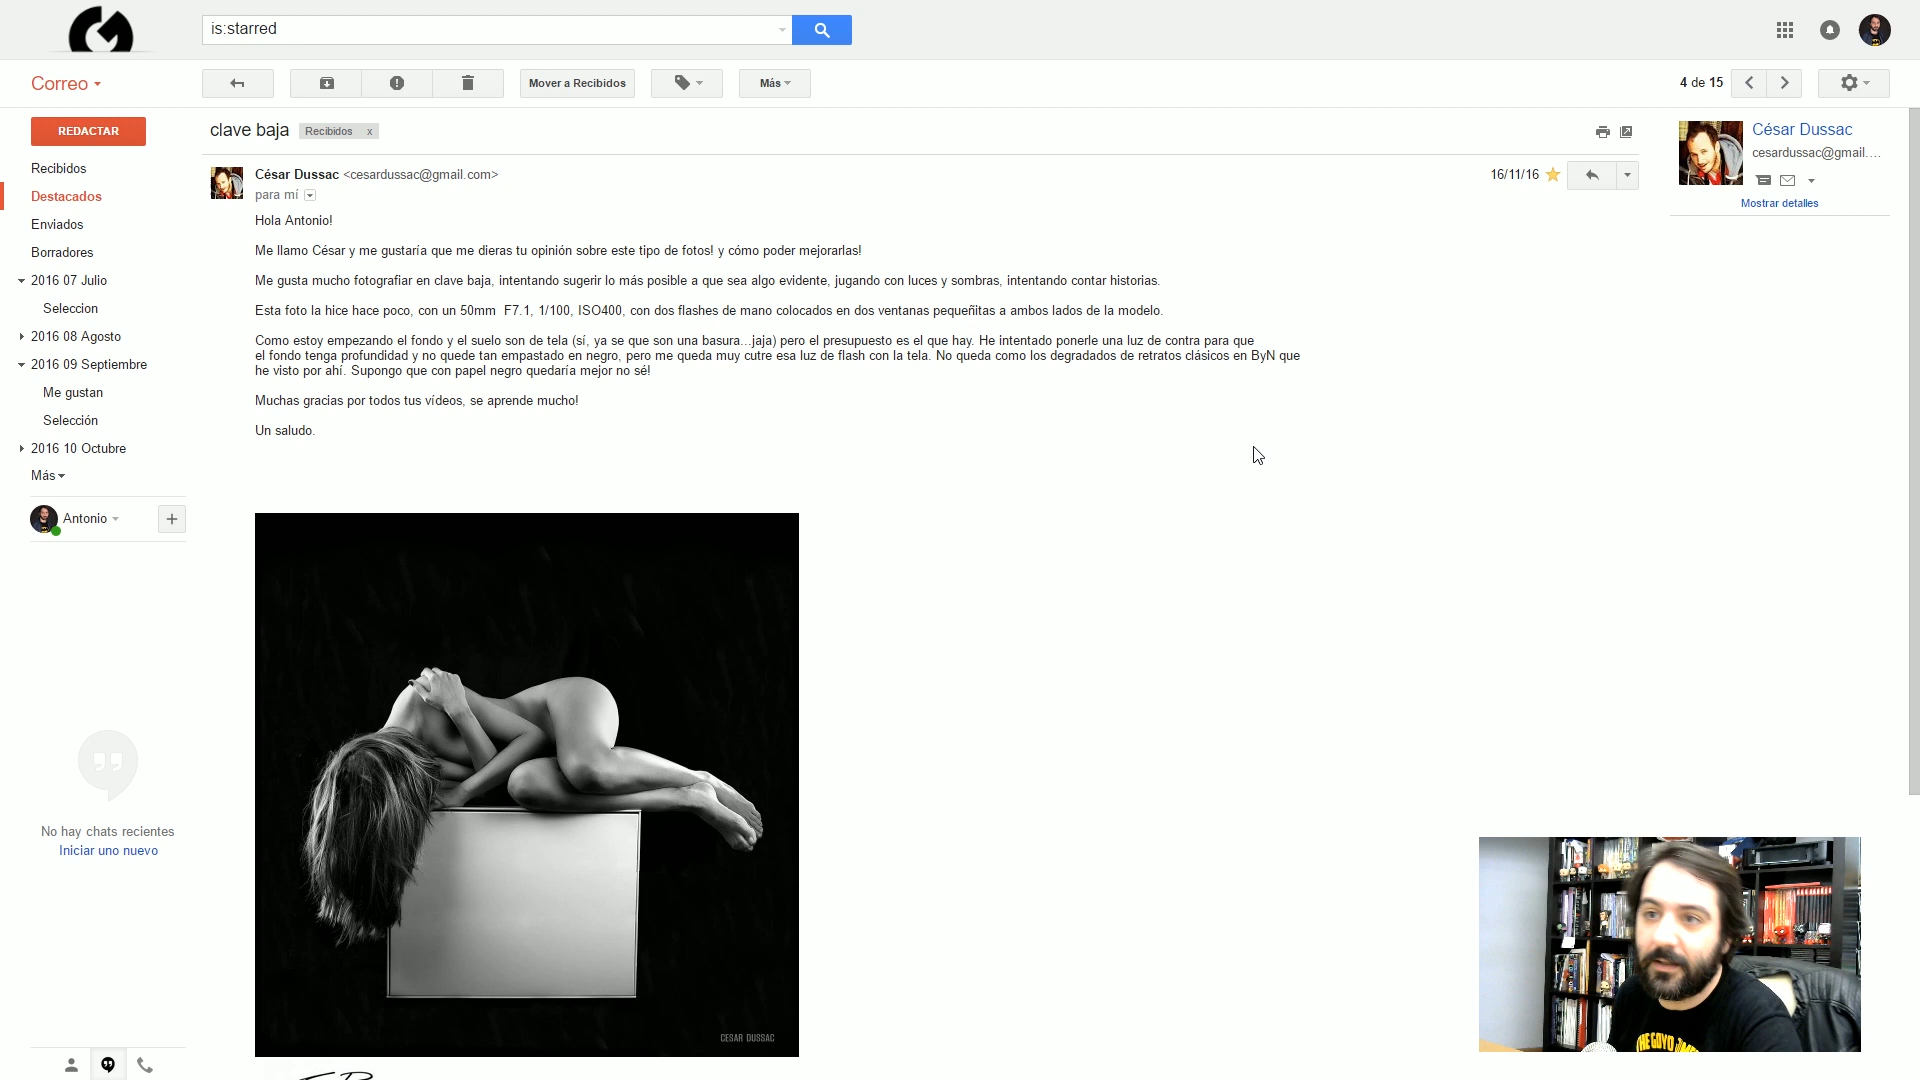 is:starred
Correo
Mover a Recibidos
Más
4 de 15
REDACTAR
Recibidos
Destacados
Enviados
Borradores
2016 07 Julio
Seleccion
2016 08 Agosto
2016 09 Septiembre
Me gustan
Selección
2016 10 Octubre
Más
Antonio
No hay chats recientes
Iniciar uno nuevo
clave baja
Recibidos x
César Dussac <cesardussac@gmail.com>
16/11/16
para mí
Hola Antonio!
Me llamo César y me gustaría que me dieras tu opinión sobre este tipo de fotos! y cómo poder mejorarlas!
Me gusta mucho fotografiar en clave baja, intentando sugerir lo más posible a que sea algo evidente, jugando con luces y sombras, intentando contar historias.
Esta foto la hice hace poco, con un 50mm F7.1, 1/100, ISO400, con dos flashes de mano colocados en dos ventanas pequeñitas a ambos lados de la modelo.
Como estoy empezando el fondo y el suelo son de tela (sí, ya se que son una basura...jaja) pero el presupuesto es el que hay. He intentado ponerle una luz de contra para que
el fondo tenga profundidad y no quede tan empastado en negro, pero me queda muy cutre esa luz de flash con la tela. No queda como los degradados de retratos clásicos en ByN que
he visto por ahí. Supongo que con papel negro quedaría mejor no sé!
Muchas gracias por todos tus vídeos, se aprende mucho!
Un saludo.
CESAR DUSSAC
César Dussac
cesardussac@gmail....
Mostrar detalles